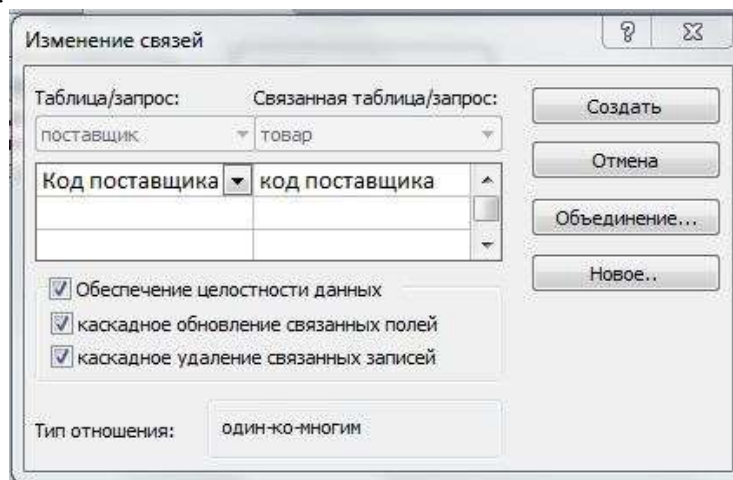 Изменение связей
Таблица/запрос: Связанная таблица/запрос:
поставщик товар
Код поставщика код поставщика
Обеспечение целостности данных
каскадное обновление связанных полей
каскадное удаление связанных записей
Тип отношения: один-ко-многим
Создать
Отмена
Объединение...
Новое..